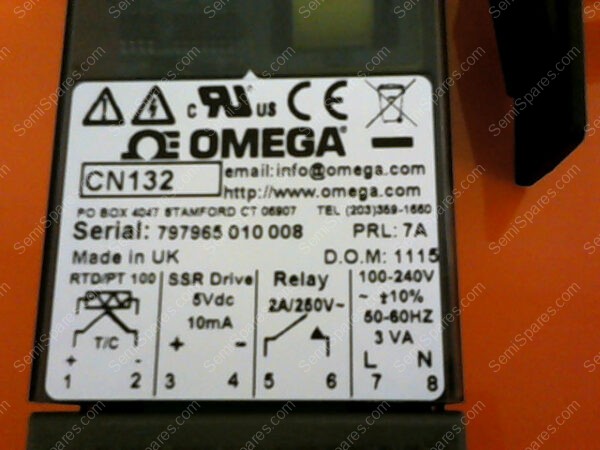 c UR US CE
OMEGA
CN132
email: info@omega.com
http://www.omega.com
PO BOX 4047 STAMFORD CT 06907 TEL (203)359-1660
Serial: 797965 010 008 PRL: 7A
Made in UK D.O.M: 1115
RTD/PT 100 SSR Drive Relay 100-240V
5Vdc 2A/250V~ ~ ±10%
10mA 50-60HZ
T/C 3 VA
+ - + - L N
1 2 3 4 5 6 7 8
SemiSpares.com